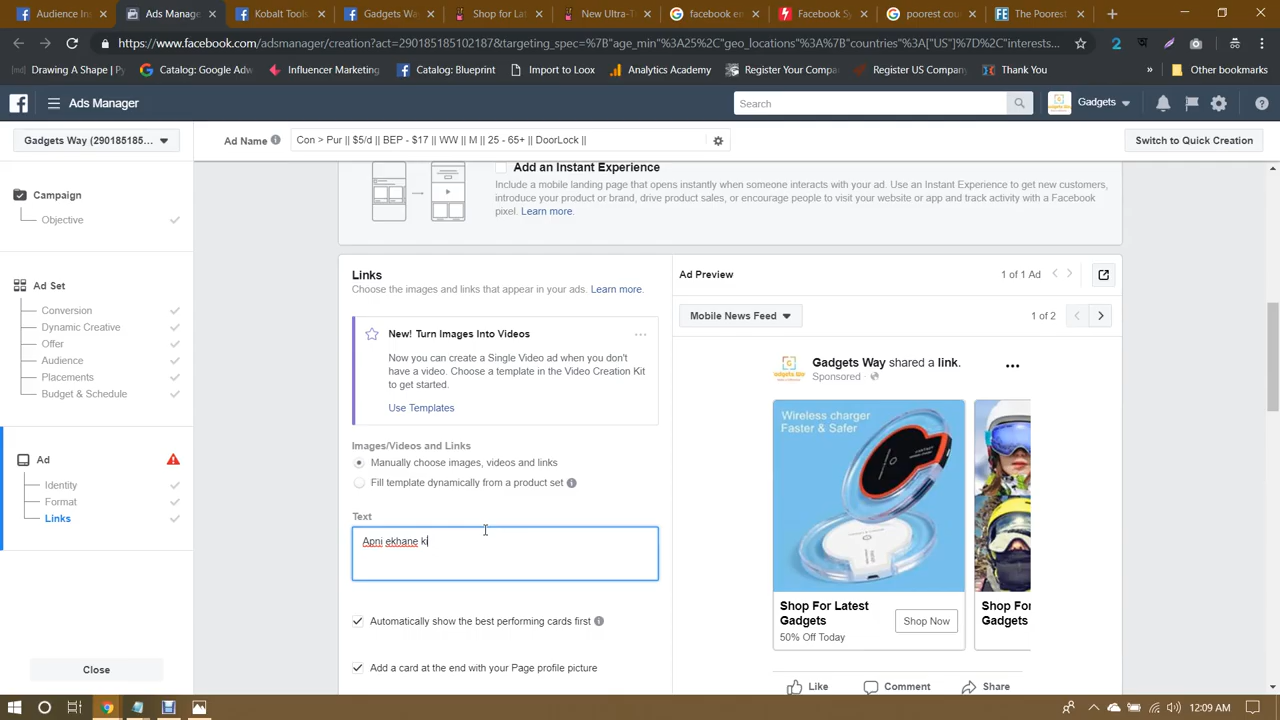 Audience Ins
Ads Manage
Kobalt Tools
Gadgets Wa
Shop for Lat
New Ultra-T
facebook en
Facebook Sy
poorest cou
The Poorest
https://www.facebook.com/adsmanager/creation?act=290185185102187&targeting_spec=%7B"age_min"%3A25%2C"geo_locations"%3A%7B"countries"%3A["US"]%7D%2C"interests...
Drawing A Shape | Py
Catalog: Google Adw
Influencer Marketing
Catalog: Blueprint
Import to Loox
Analytics Academy
Register Your Compa
Register US Company
Thank You
»
Other bookmarks
Ads Manager
Search
Gadgets
Gadgets Way (290185185...
Ad Name
Con > Pur || $5/d || BEP - $17 || WW || M || 25 - 65+ || DoorLock ||
Switch to Quick Creation
Campaign
Objective
Ad Set
Conversion
Dynamic Creative
Offer
Audience
Placements
Budget & Schedule
Ad
Identity
Format
Links
Close
Add an Instant Experience
Include a mobile landing page that opens instantly when someone interacts with your ad. Use an Instant Experience to get new customers,
introduce your product or brand, drive product sales, or encourage people to visit your website or app and track activity with a Facebook
pixel. Learn more.
Links
Choose the images and links that appear in your ads. Learn more.
New! Turn Images Into Videos
Now you can create a Single Video ad when you don't
have a video. Choose a template in the Video Creation Kit
to get started.
Use Templates
Images/Videos and Links
Manually choose images, videos and links
Fill template dynamically from a product set
Text
Apni ekhane ki
Automatically show the best performing cards first
Add a card at the end with your Page profile picture
Ad Preview
1 of 1 Ad
Mobile News Feed
1 of 2
Gadgets Way shared a link.
Sponsored
Wireless charger
Faster & Safer
Shop For Latest
Gadgets
50% Off Today
Shop Now
Shop For
Gadgets
Like
Comment
Share
12:09 AM